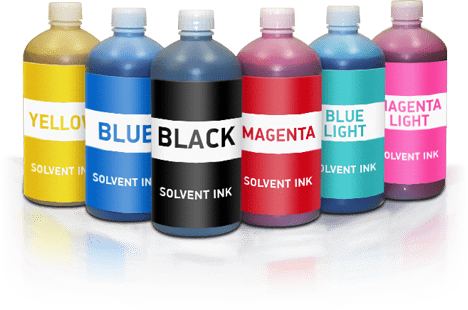 YELLOW
SOLVENT INK
BLUE
SOLVENT INK
BLACK
SOLVENT INK
MAGENTA
SOLVENT INK
BLUE
LIGHT
SOLVENT INK
MAGENTA
LIGHT
SOLVENT INK